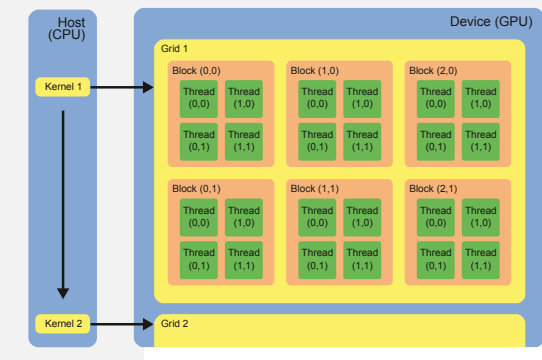 Host
(CPU)
Device (GPU)
Grid 1
Kernel 1
Block (0,0)
Thread
(0,0)
Thread
(1,0)
Thread
(0,1)
Thread
(1,1)
Block (1,0)
Thread
(0,0)
Thread
(1,0)
Thread
(0,1)
Thread
(1,1)
Block (2,0)
Thread
(0,0)
Thread
(1,0)
Thread
(0,1)
Thread
(1,1)
Block (0,1)
Thread
(0,0)
Thread
(1,0)
Thread
(0,1)
Thread
(1,1)
Block (1,1)
Thread
(0,0)
Thread
(1,0)
Thread
(0,1)
Thread
(1,1)
Block (2,1)
Thread
(0,0)
Thread
(1,0)
Thread
(0,1)
Thread
(1,1)
Kernel 2
Grid 2